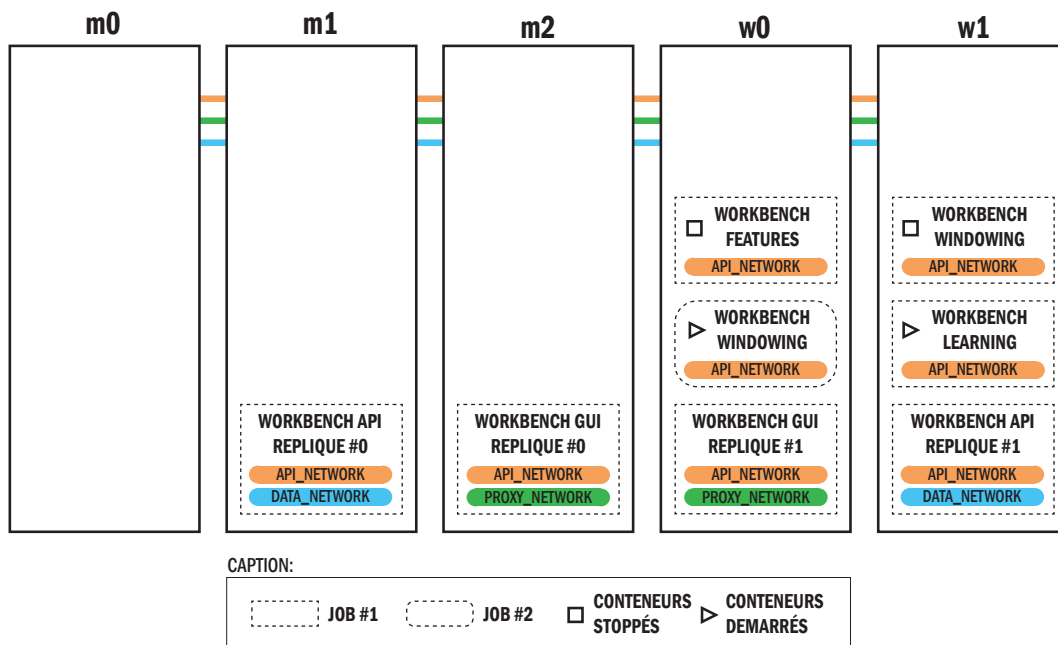 m0
m1
m2
w0
w1
WORKBENCH
FEATURES
API_NETWORK
WORKBENCH
WINDOWING
API_NETWORK
WORKBENCH
WINDOWING
API_NETWORK
WORKBENCH
LEARNING
API_NETWORK
WORKBENCH API
REPLIQUE #0
API_NETWORK
DATA_NETWORK
WORKBENCH GUI
REPLIQUE #0
API_NETWORK
PROXY_NETWORK
WORKBENCH GUI
REPLIQUE #1
API_NETWORK
PROXY_NETWORK
WORKBENCH API
REPLIQUE #1
API_NETWORK
DATA_NETWORK
CAPTION:
JOB #1
JOB #2
CONTENEURS
STOPPÉS
CONTENEURS
DEMARRÉS